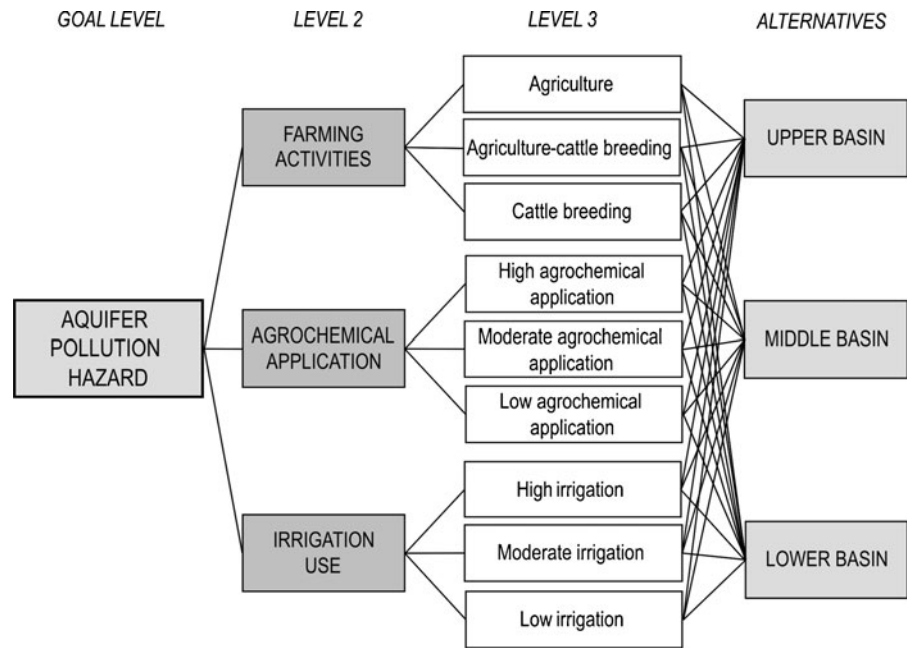 GOAL LEVEL
LEVEL 2
LEVEL 3
ALTERNATIVES
AQUIFER
POLLUTION
HAZARD
FARMING
ACTIVITIES
AGROCHEMICAL
APPLICATION
IRRIGATION
USE
Agriculture
Agriculture-cattle breeding
Cattle breeding
High agrochemical
application
Moderate agrochemical
application
Low agrochemical
application
High irrigation
Moderate irrigation
Low irrigation
UPPER BASIN
MIDDLE BASIN
LOWER BASIN